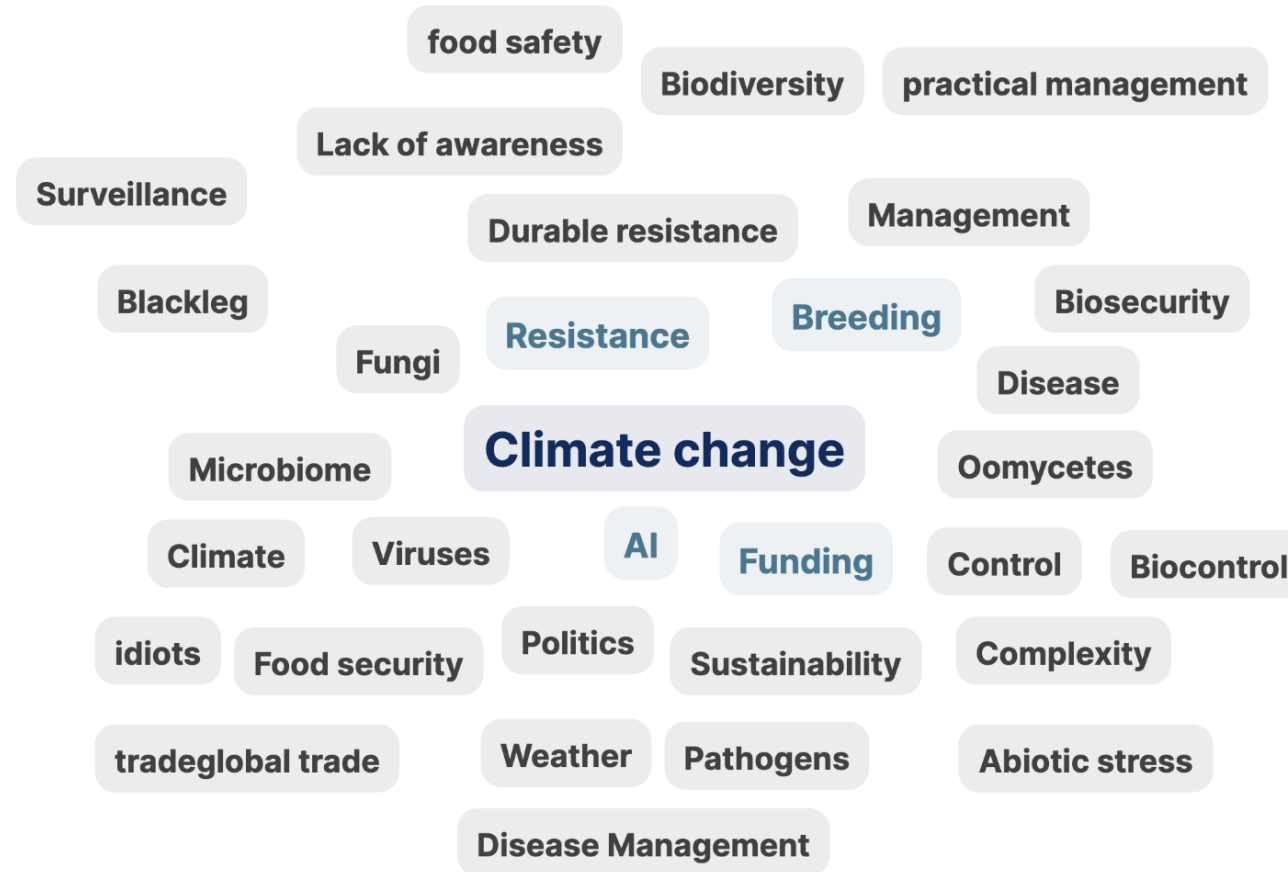 food safety
Biodiversity
practical management
Lack of awareness
Surveillance
Durable resistance
Management
Blackleg
Resistance
Breeding
Biosecurity
Fungi
Disease
Climate change
Microbiome
Oomycetes
Climate
Viruses
AI
Funding
Control
Biocontrol
idiots
Food security
Politics
Sustainability
Complexity
tradeglobal trade
Weather
Pathogens
Abiotic stress
Disease Management